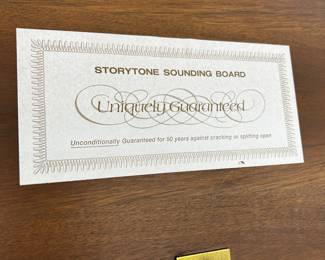 STORYTONE SOUNDING BOARD
Uniquely Guaranteed
Unconditionally Guaranteed for 50 years against cracking or splitting open